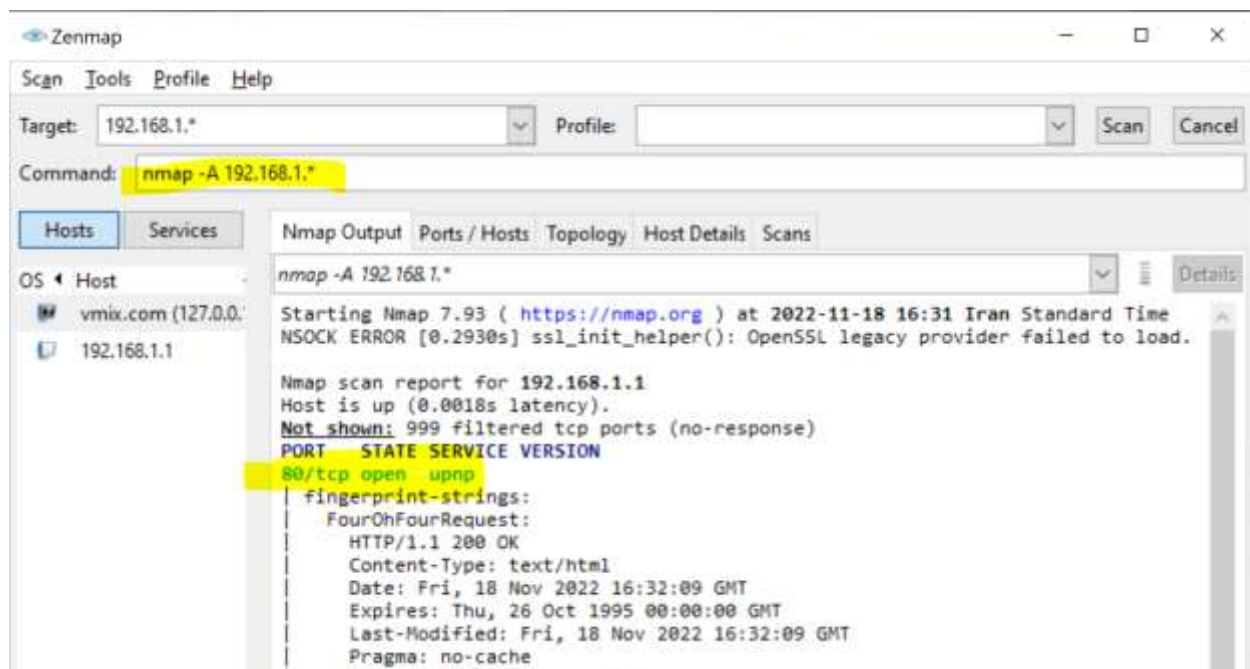 Zenmap
Scan Tools Profile Help
Target: 192.168.1.* Profile: Scan Cancel
Command: nmap -A 192.168.1.*
Hosts Services Nmap Output Ports / Hosts Topology Host Details Scans
OS Host nmap -A 192.168.1.* Details
vmix.com (127.0.0. Starting Nmap 7.93 ( https://nmap.org ) at 2022-11-18 16:31 Iran Standard Time
192.168.1.1 NSOCK ERROR [0.2930s] ssl_init_helper(): OpenSSL legacy provider failed to load.
Nmap scan report for 192.168.1.1
Host is up (0.0018s latency).
Not shown: 999 filtered tcp ports (no-response)
PORT STATE SERVICE VERSION
80/tcp open upnp
| fingerprint-strings:
| FourOhFourRequest:
| HTTP/1.1 200 OK
| Content-Type: text/html
| Date: Fri, 18 Nov 2022 16:32:09 GMT
| Expires: Thu, 26 Oct 1995 00:00:00 GMT
| Last-Modified: Fri, 18 Nov 2022 16:32:09 GMT
| Pragma: no-cache